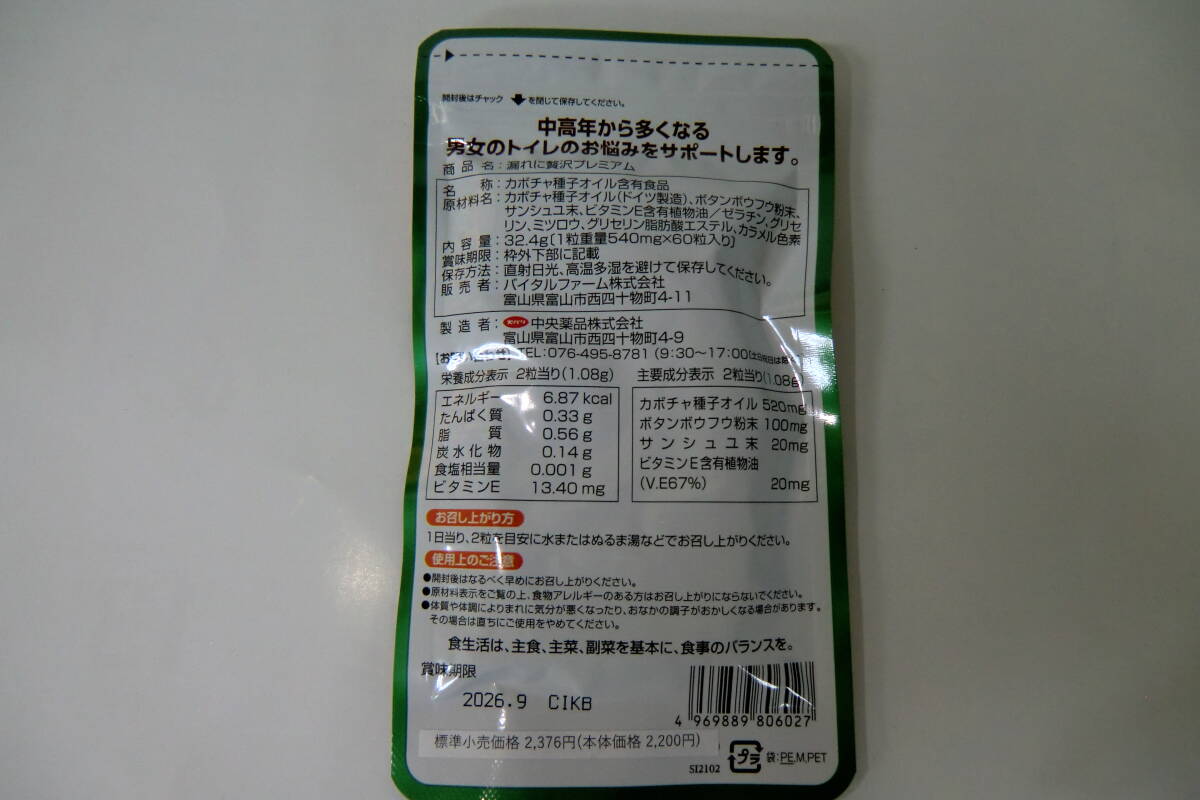 開封後はチャック を閉じて保存してください。
中高年から多くなる
男女のトイレのお悩みをサポートします。
商品名:漏れに贅沢プレミアム
名称:カボチャ種子オイル含有食品
原材料名:カボチャ種子オイル(ドイツ製造)、ボタンボウフウ粉末、
サンシュユ末、ビタミンE含有植物油/ゼラチン、グリセ
リン、ミツロウ、グリセリン脂肪酸エステル、カラメル色素
内容量:32.4g[1粒重量540mg×60粒入り]
賞味期限:枠外下部に記載
保存方法:直射日光、高温多湿を避けて保存してください。
販売者:バイタルファーム株式会社
富山県富山市西四十物町4-11
製造者:中央薬品株式会社
富山県富山市西四十物町4-9
TEL:076-495-8781(9:30~17:00
栄養成分表示 2粒当り(1.08g)
エネルギー 6.87 kcal
たんぱく質 0.33 g
脂質 0.56 g
炭水化物 0.14 g
食塩相当量 0.001 g
ビタミンE 13.40 mg
主要成分表示 2粒当り(1.08g)
カボチャ種子オイル 520mg
ボタンボウフウ粉末 100mg
サンシュユ末 20mg
ビタミンE含有植物油
(V.E67%) 20mg
お召し上がり方
1日当り、2粒を目安に水またはぬるま湯などでお召し上がりください。
使用上のご注意
●開封後はなるべく早めにお召し上がりください。
●原材料表示をご覧の上、食物アレルギーのある方はお召し上がりにならないでください。
●体質や体調によりまれに気分が悪くなったり、おなかの調子がおかしくなる場合があります。
その場合は直ちにご使用をやめてください。
食生活は、主食、主菜、副菜を基本に、食事のバランスを。
賞味期限
2026.9 CIKB
4 969889 806027
標準小売価格 2,376円(本体価格 2,200円)
SI2102
プラ 袋:PE,M,PET